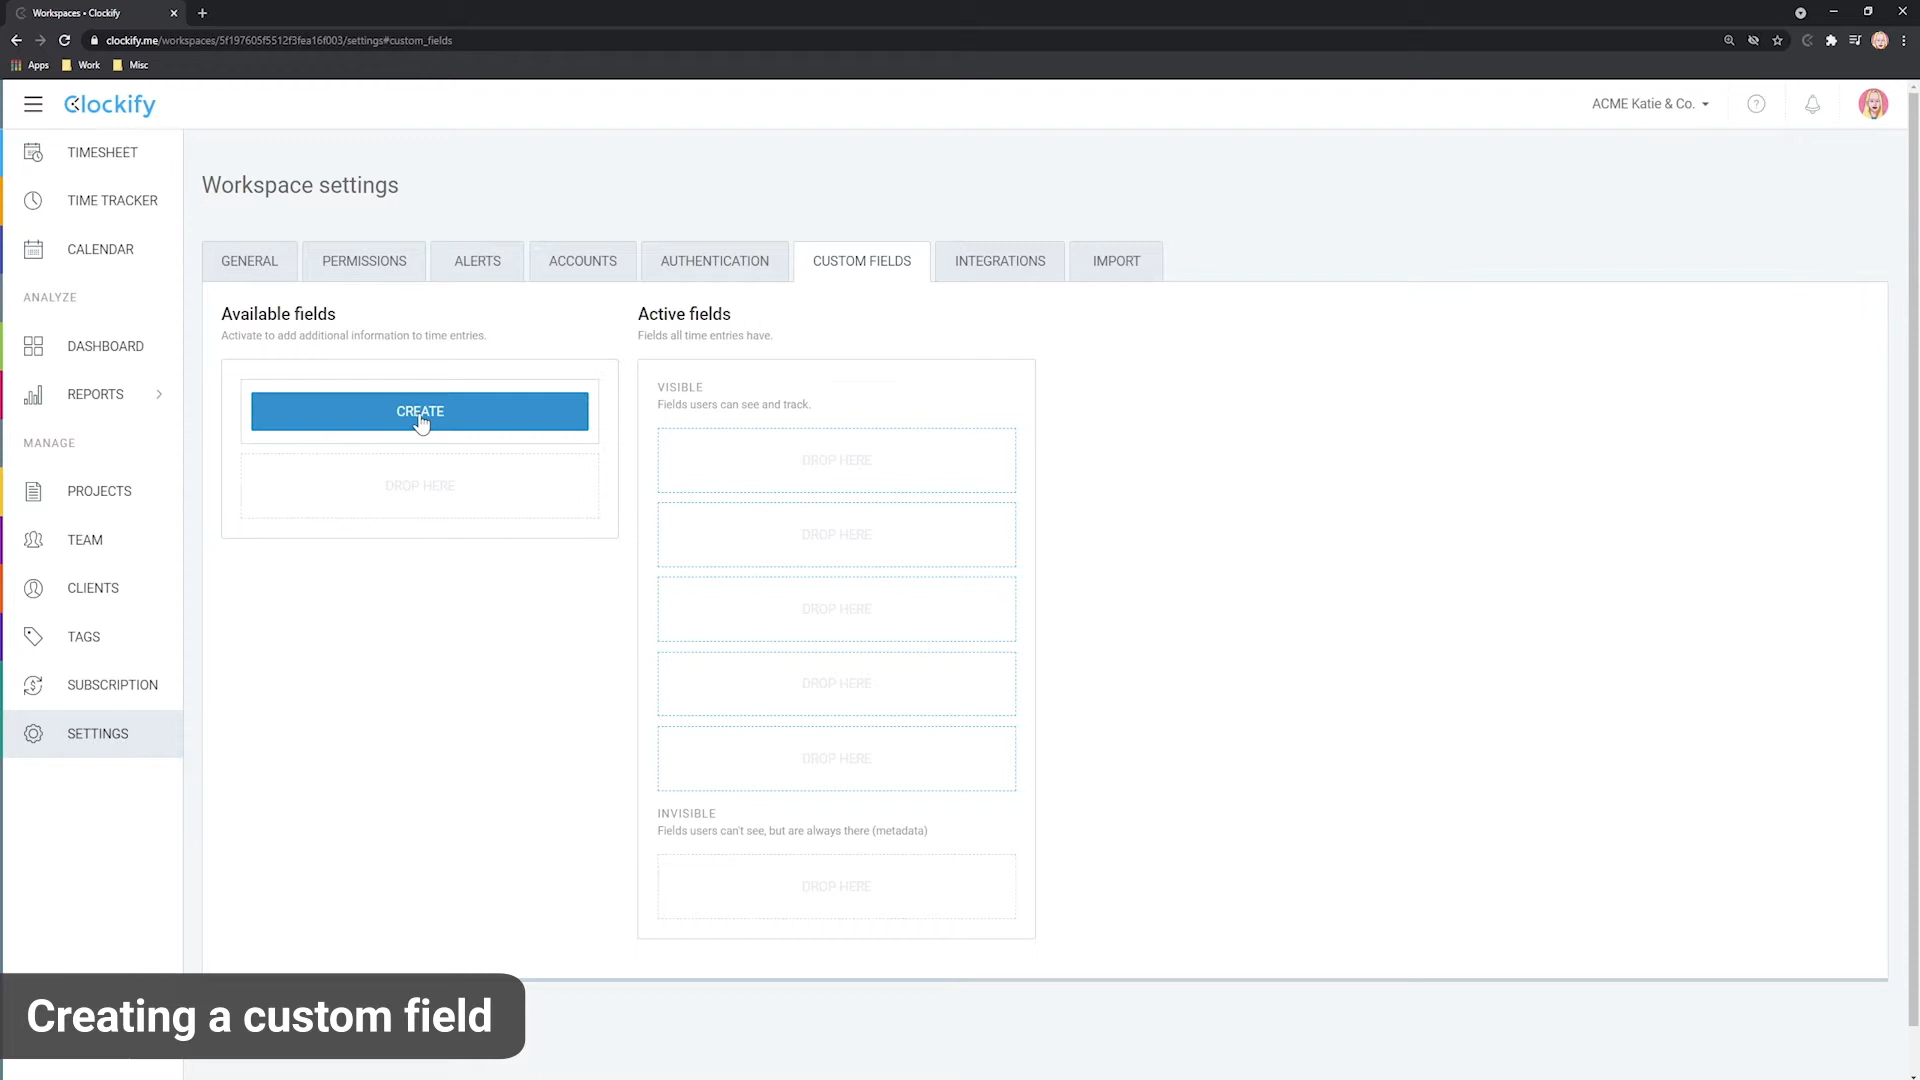 Workspaces • Clockify
clockify.me/workspaces/5f197605f5512f3fea16f003/settings#custom_fields
Apps
Work
Misc
Clockify
ACME Katie & Co.
TIMESHEET
TIME TRACKER
CALENDAR
ANALYZE
DASHBOARD
REPORTS
MANAGE
PROJECTS
TEAM
CLIENTS
TAGS
SUBSCRIPTION
SETTINGS
Workspace settings
GENERAL
PERMISSIONS
ALERTS
ACCOUNTS
AUTHENTICATION
CUSTOM FIELDS
INTEGRATIONS
IMPORT
Available fields
Activate to add additional information to time entries.
CREATE
DROP HERE
Active fields
Fields all time entries have.
VISIBLE
Fields users can see and track.
DROP HERE
DROP HERE
DROP HERE
DROP HERE
DROP HERE
INVISIBLE
Fields users can't see, but are always there (metadata)
DROP HERE
Creating a custom field